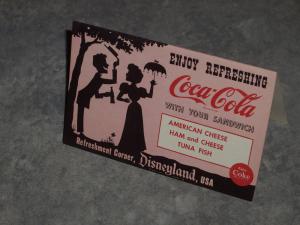 ENJOY REFRESHING
Coca-Cola
WITH YOUR SANDWICH
AMERICAN CHEESE
HAM and CHEESE
TUNA FISH
Refreshment Corner, Disneyland, USA
Coke